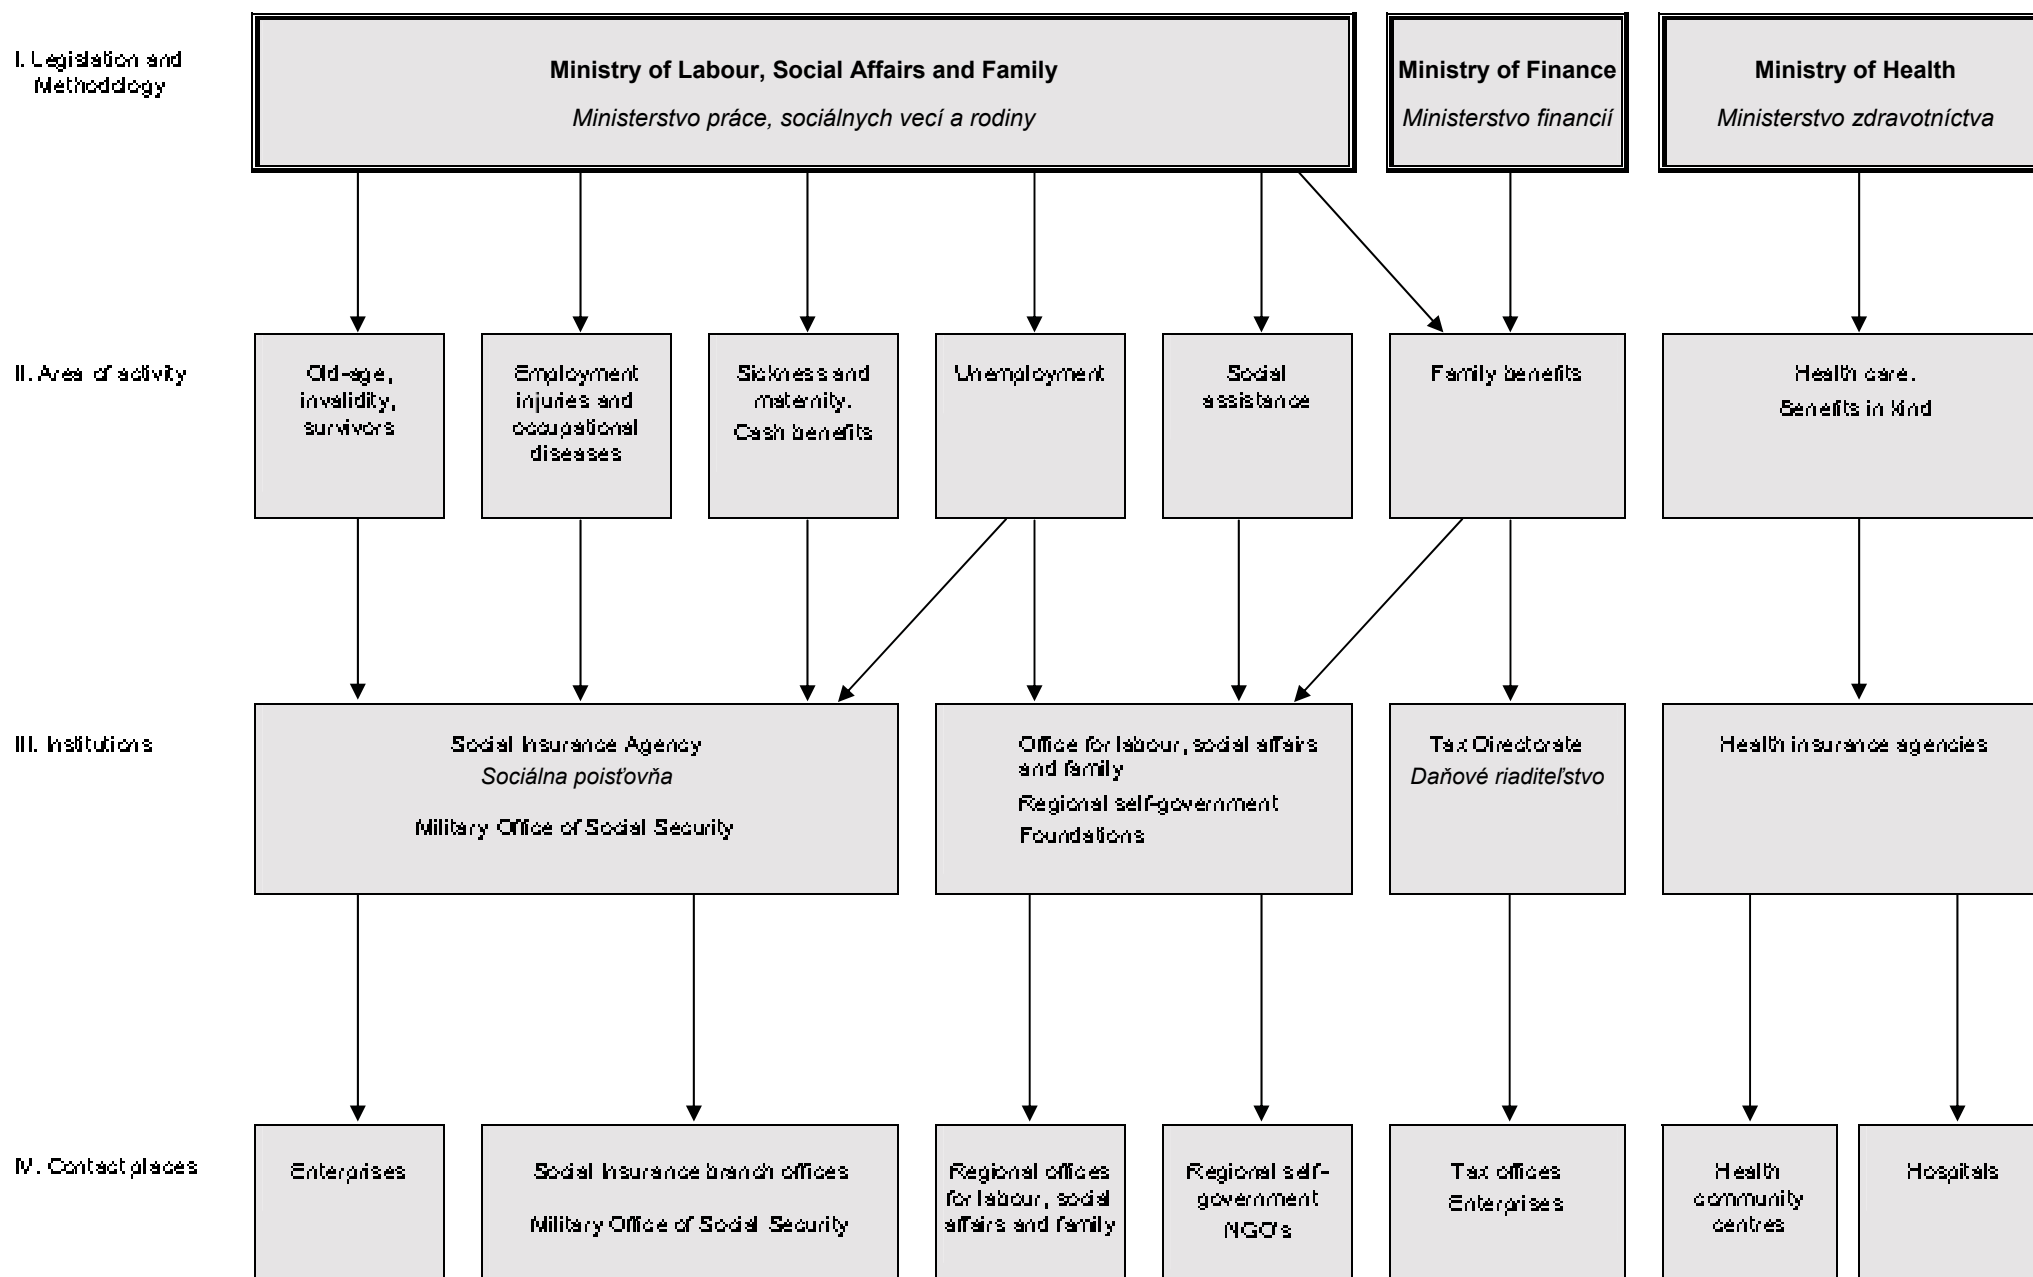 I. Legislation and
Methodology
Ministry of Labour, Social Affairs and Family
Ministerstvo práce, sociálnych vecí a rodiny
Ministry of Finance
Ministerstvo financií
Ministry of Health
Ministerstvo zdravotníctva
II. Area of activity
Old-age,
invalidity,
survivors
Employment
injuries and
occupational
diseases
Sickness and
maternity.
Cash benefits
Unemployment
Social
assistance
Family benefits
Health care.
Benefits in kind
III. Institutions
Social Insurance Agency
Sociálna poisťovňa
Military Office of Social Security
Office for labour, social affairs
and family
Regional self-government
Foundations
Tax Directorate
Daňové riaditeľstvo
Health insurance agencies
IV. Contact places
Enterprises
Social Insurance branch offices
Military Office of Social Security
Regional offices
for labour, social
affairs and family
Regional self-
government
NGO's
Tax offices
Enterprises
Health
community
centres
Hospitals